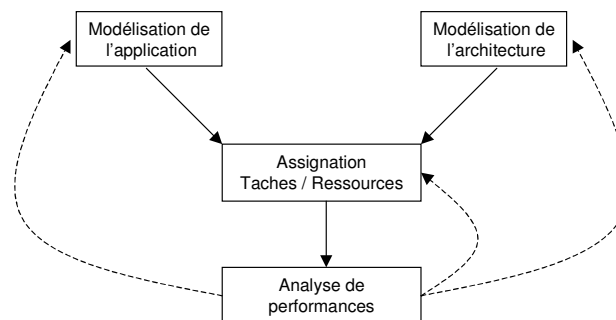 Modélisation de
l'application
Modélisation de
l'architecture
Assignation
Taches / Ressources
Analyse de
performances